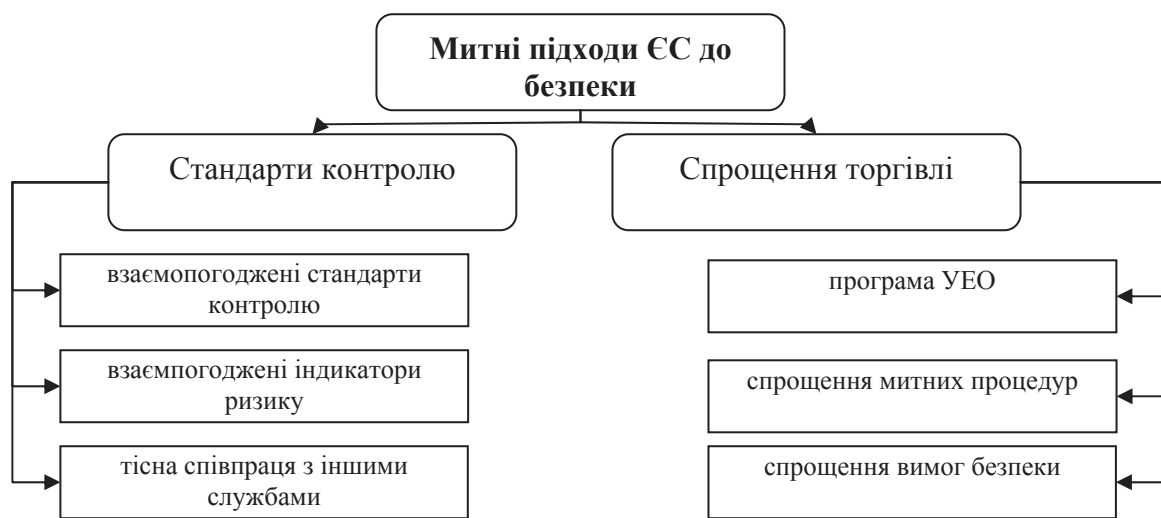 Митні підходи ЄС до
безпеки
Стандарти контролю
Спрощення торгівлі
взаємопогоджені стандарти
контролю
взаємпогоджені індикатори
ризику
тісна співпраця з іншими
службами
програма УЕО
спрощення митних процедур
спрощення вимог безпеки